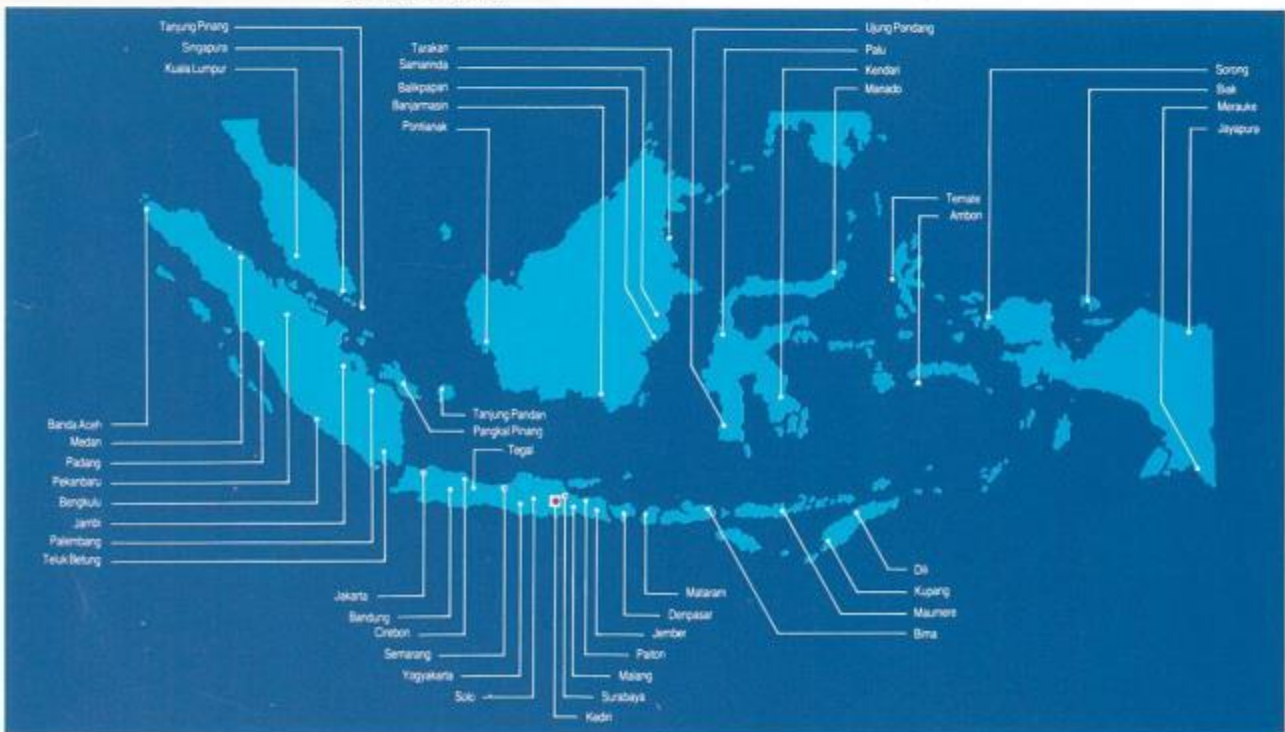 Tanjung Pinang
Singapura
Kuala Lumpur
Tarakan
Samarinda
Balikpapan
Banjarmasin
Pontianak
Ujung Pandang
Palu
Kendari
Manado
Sorong
Biak
Merauke
Jayapura
Ternate
Ambon
Banda Aceh
Medan
Padang
Pekanbaru
Bengkulu
Jambi
Palembang
Teluk Betung
Tanjung Pandan
Pangkal Pinang
Tegal
Jakarta
Bandung
Cirebon
Semarang
Yogyakarta
Solo
Kediri
Surabaya
Malang
Paiton
Jember
Denpasar
Mataram
Dili
Kupang
Maumere
Bima